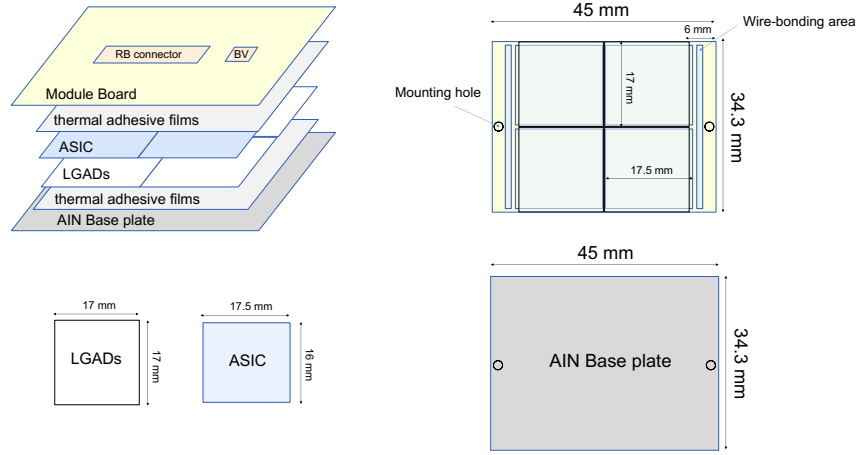 RB connector
BV
Module Board
thermal adhesive films
ASIC
LGADs
thermal adhesive films
AlN Base plate
45 mm
6 mm
Wire-bonding area
Mounting hole
17 mm
34.3 mm
17.5 mm
17 mm
LGADs
17 mm
17.5 mm
ASIC
16 mm
45 mm
AlN Base plate
34.3 mm